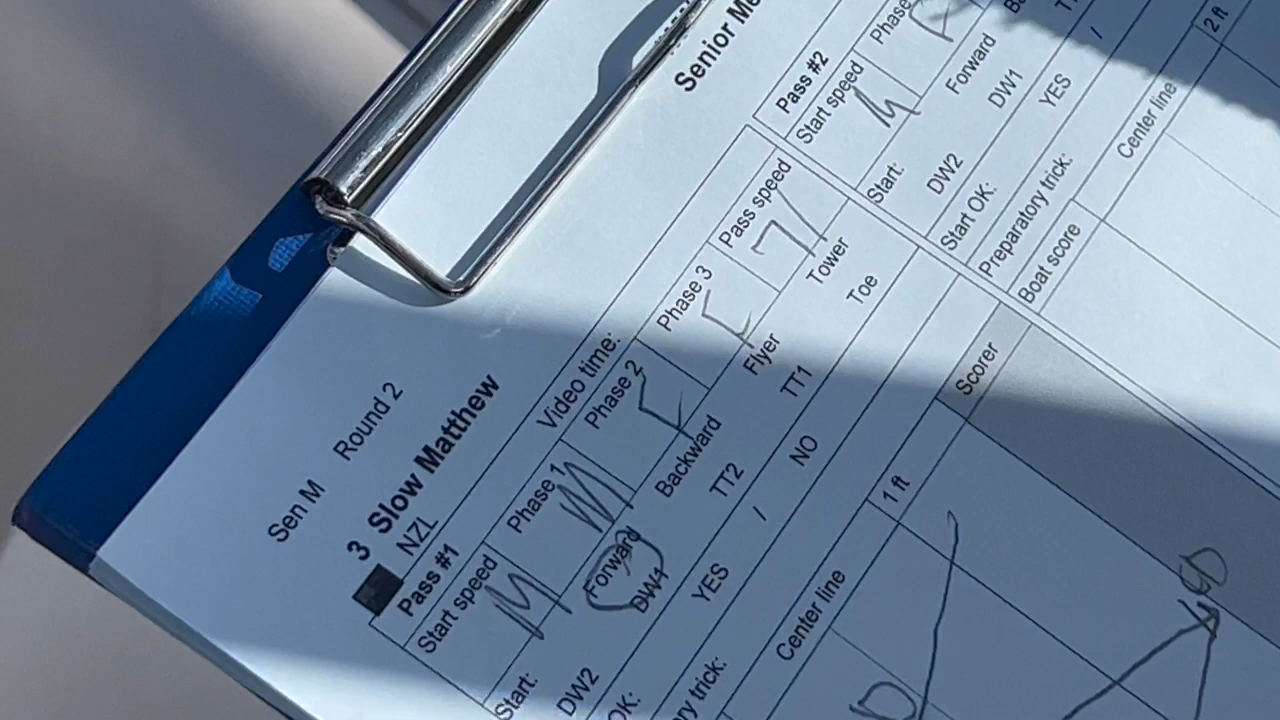 Senior Me
Sen M Round 2
3 Slow Matthew
NZL
Pass #1 Video time:
Start speed Phase 1 Phase 2 Phase 3 Pass speed
M M
Start: Forward Backward Flyer Tower
DW2 DW1 TT2 TT1 Toe
OK: YES / NO
ry trick:
Center line 1 ft Scorer
D D
Pass #2
Start speed Phase
M
Start: Forward
DW2 DW1
Start OK: YES /
Preparatory trick:
Boat score Center line 2 ft